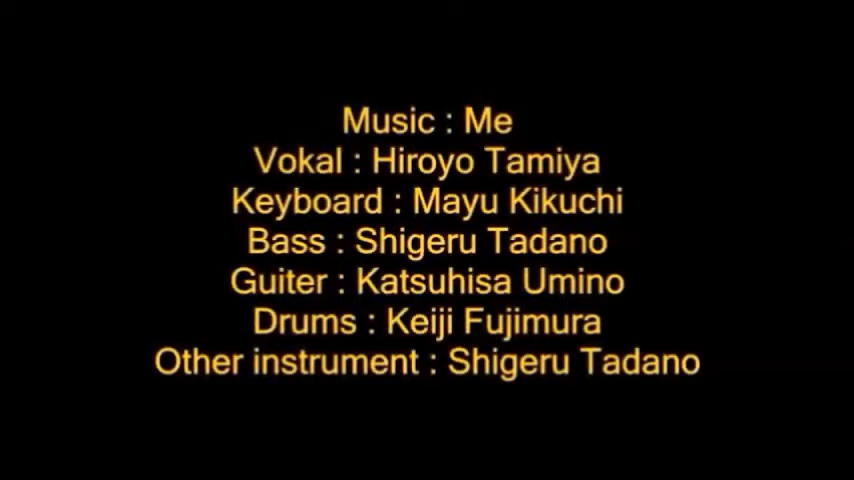 Music : Me
Vokal : Hiroyo Tamiya
Keyboard : Mayu Kikuchi
Bass : Shigeru Tadano
Guiter : Katsuhisa Umino
Drums : Keiji Fujimura
Other instrument : Shigeru Tadano